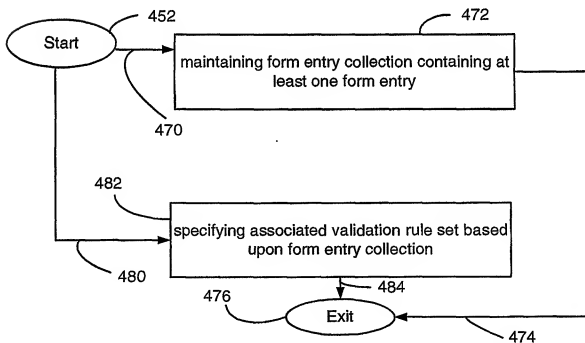 452
472
Start
maintaining form entry collection containing at
least one form entry
470
482
specifying associated validation rule set based
upon form entry collection
480
484
476
Exit
474